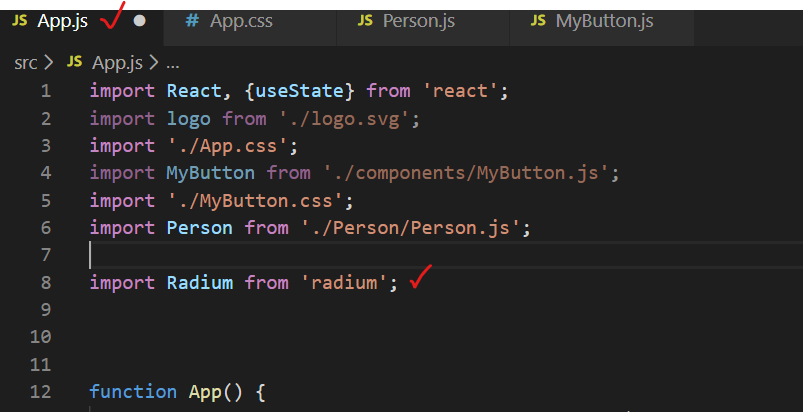 JS App.js # App.css JS Person.js JS MyButton.js
src > JS App.js > ...
1 import React, {useState} from 'react';
2 import logo from './logo.svg';
3 import './App.css';
4 import MyButton from './components/MyButton.js';
5 import './MyButton.css';
6 import Person from './Person/Person.js';
7
8 import Radium from 'radium';
9
10
11
12 function App() {